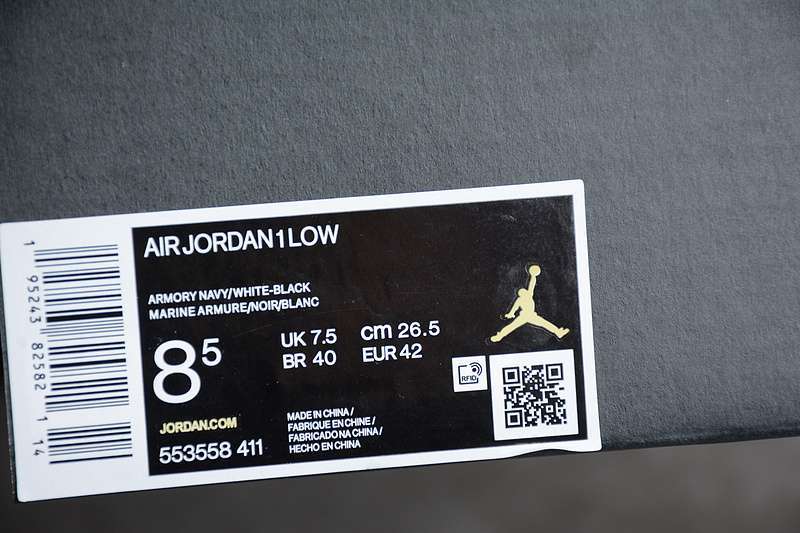 AIR JORDAN 1 LOW
ARMORY NAVY/WHITE-BLACK
MARINE ARMURE/NOIR/BLANC
8 5
UK 7.5 cm 26.5
BR 40 EUR 42
RFID
JORDAN.COM
553558 411
MADE IN CHINA /
FABRIQUE EN CHINE /
FABRICADO NA CHINA /
HECHO EN CHINA
1 95243 82582 1 14